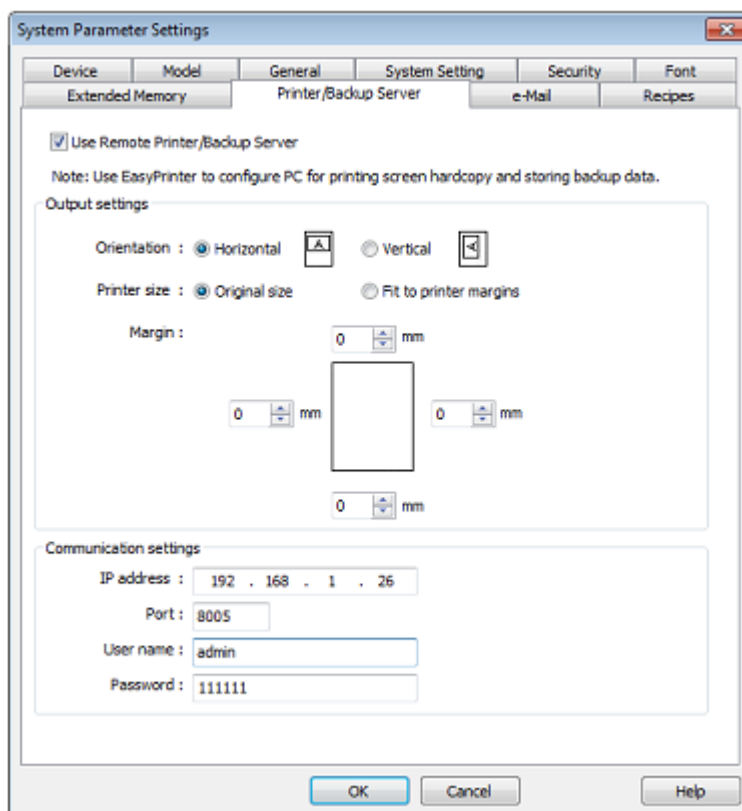 System Parameter Settings
Device Model General System Setting Security Font
Extended Memory Printer/Backup Server e-Mail Recipes
Use Remote Printer/Backup Server
Note: Use EasyPrinter to configure PC for printing screen hardcopy and storing backup data.
Output settings
Orientation : Horizontal A Vertical A
Printer size : Original size Fit to printer margins
Margin : 0 mm
0 mm 0 mm
0 mm
Communication settings
IP address : 192 . 168 . 1 . 26
Port : 8005
User name : admin
Password : 111111
OK Cancel Help